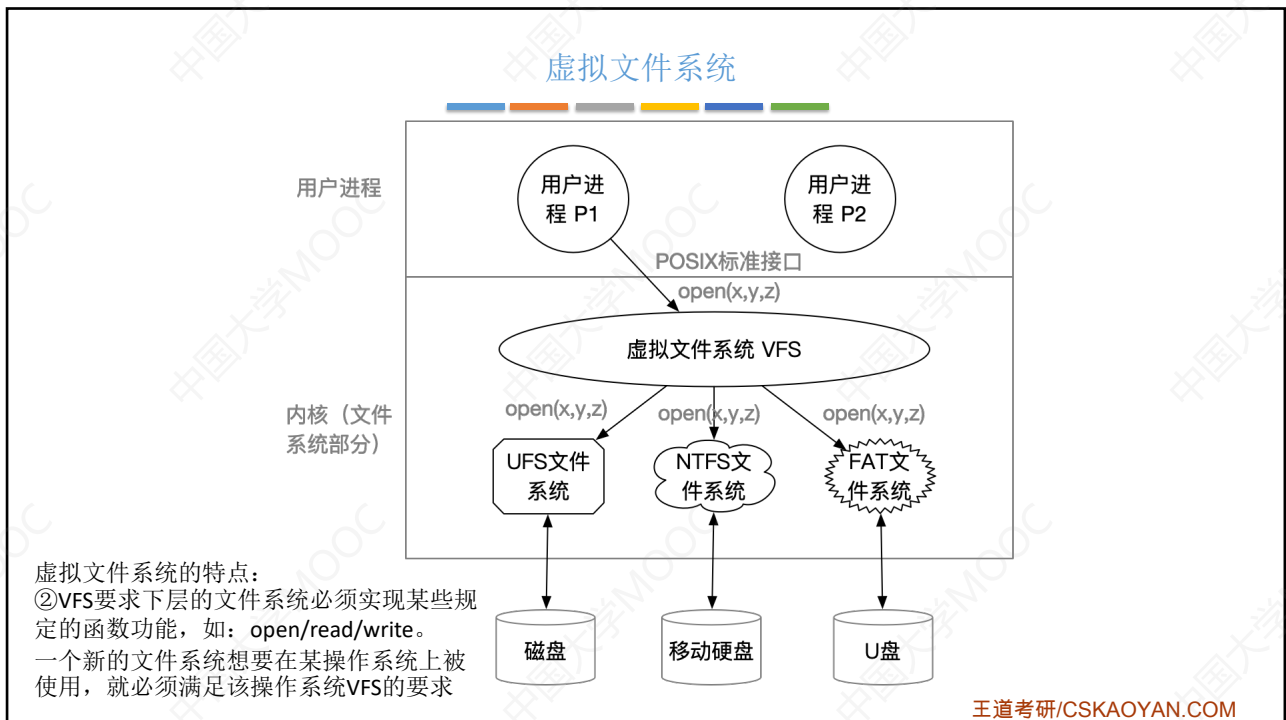 虚拟文件系统
用户进程
用户进
程 P1
用户进
程 P2
POSIX标准接口
open(x,y,z)
虚拟文件系统 VFS
内核（文件
系统部分）
open(x,y,z)
open(x,y,z)
open(x,y,z)
UFS文件
系统
NTFS文
件系统
FAT文
件系统
虚拟文件系统的特点：
②VFS要求下层的文件系统必须实现某些规
定的函数功能，如：open/read/write。
一个新的文件系统想要在某操作系统上被
使用，就必须满足该操作系统VFS的要求
磁盘
移动硬盘
U盘
王道考研/CSKAOYAN.COM
中国大学MOOC